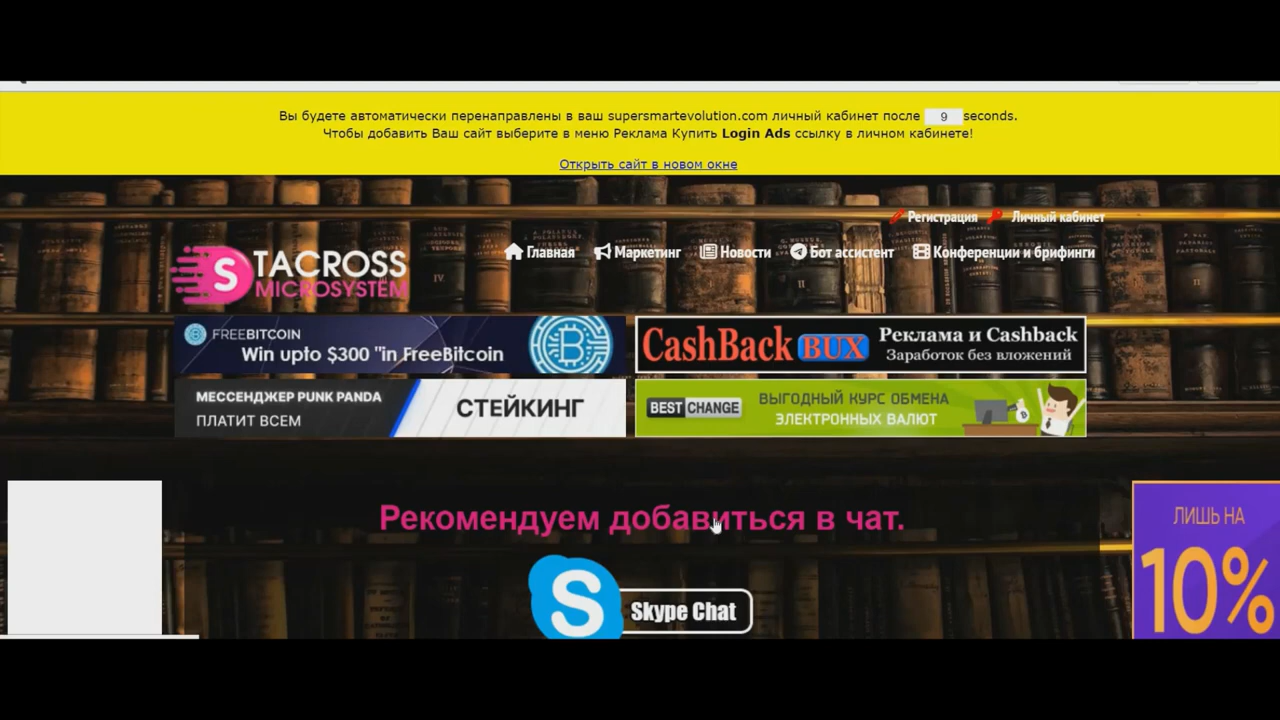 Вы будете автоматически перенаправлены в ваш supersmartevolution.com личный кабинет после 9 seconds.
Чтобы добавить Ваш сайт выберите в меню Реклама Купить Login Ads ссылку в личном кабинете!
Открыть сайт в новом окне
Регистрация Личный кабинет
STACROSS
MICROSYSTEM
Главная Маркетинг Новости Бот ассистент Конференции и брифинги
FREEBITCOIN
Win upto $300 "in FreeBitcoin
CashBack BUX
Реклама и Cashback
Заработок без вложений
МЕССЕНДЖЕР PUNK PANDA
ПЛАТИТ ВСЕМ
СТЕЙКИНГ
BEST CHANGE
ВЫГОДНЫЙ КУРС ОБМЕНА
ЭЛЕКТРОННЫХ ВАЛЮТ
Рекомендуем добавиться в чат.
S Skype Chat
ЛИШЬ НА
10%